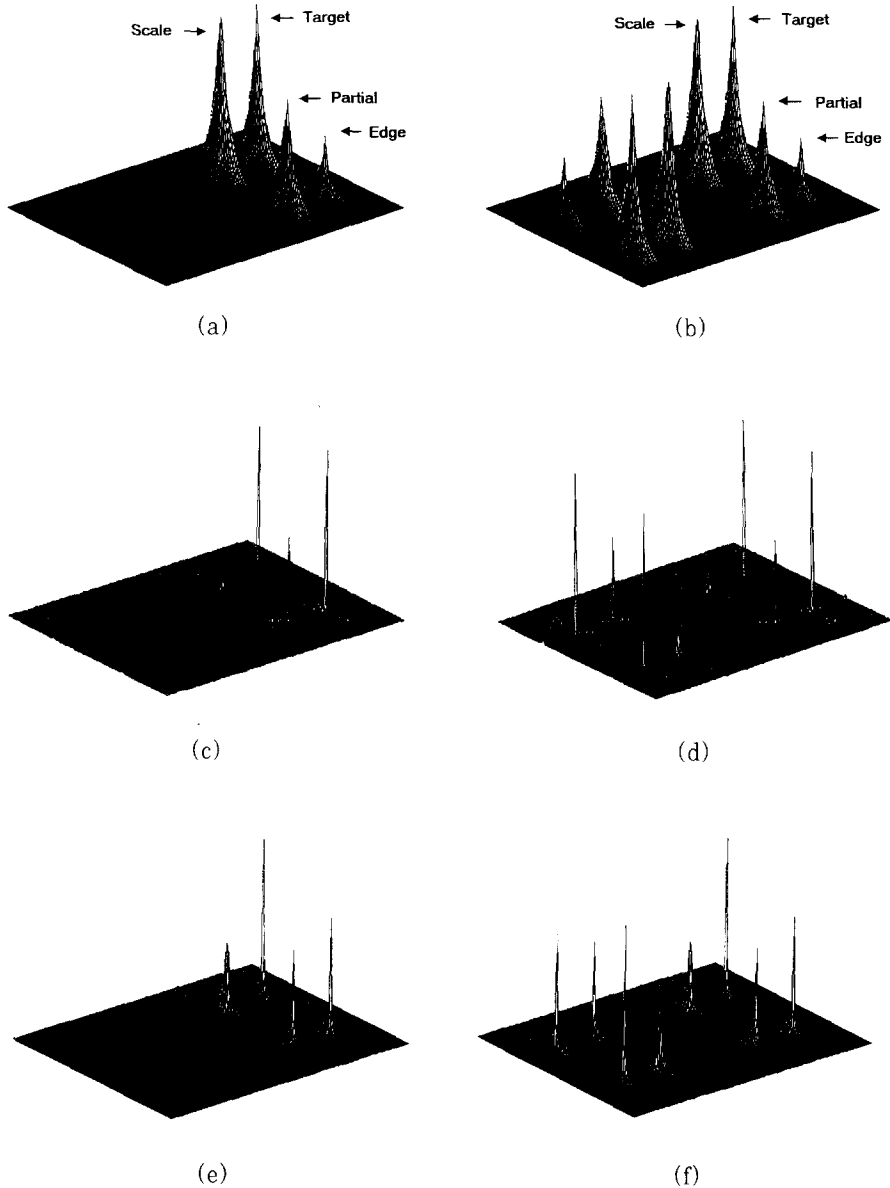 Scale
Target
Partial
Edge
Scale
Target
Partial
Edge
(a)
(b)
(c)
(d)
(e)
(f)